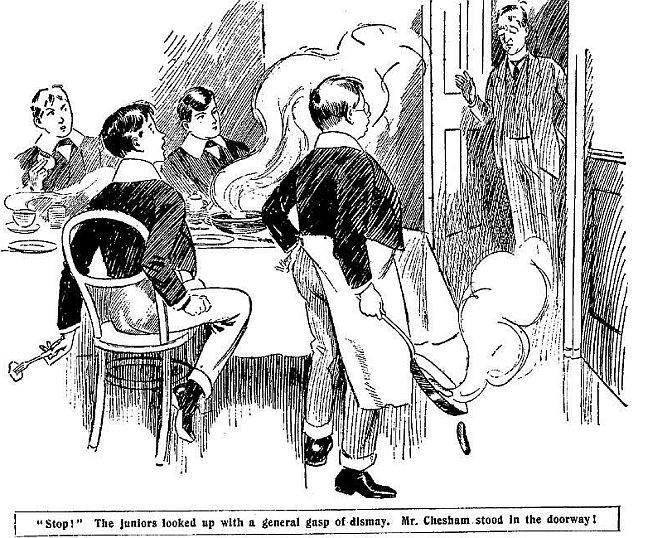 "Stop!" The juniors looked up with a general gasp of dismay. Mr. Chesham stood in the doorway!